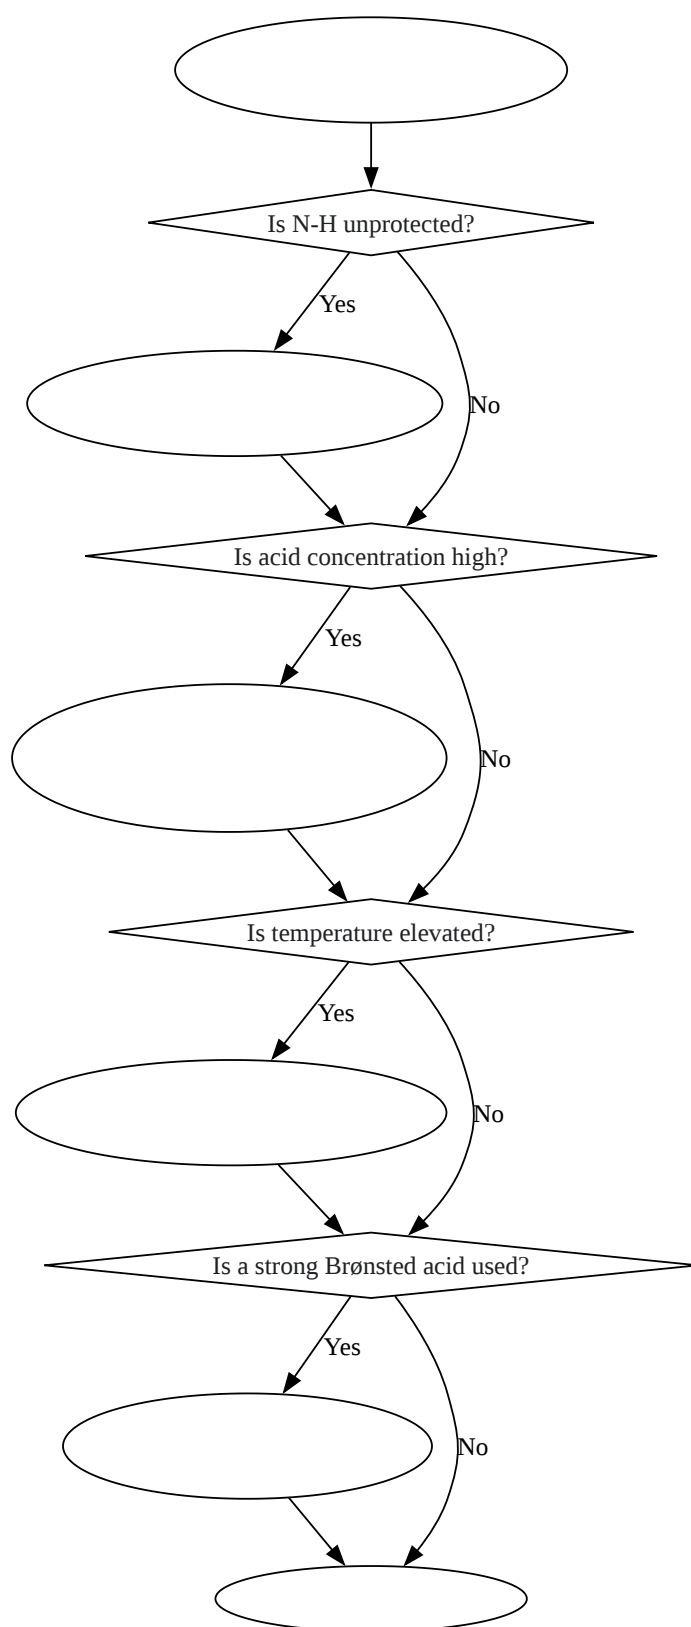 Is N-H unprotected?
Yes
No
Is acid concentration high?
Yes
No
Is temperature elevated?
Yes
No
Is a strong Brønsted acid used?
Yes
No